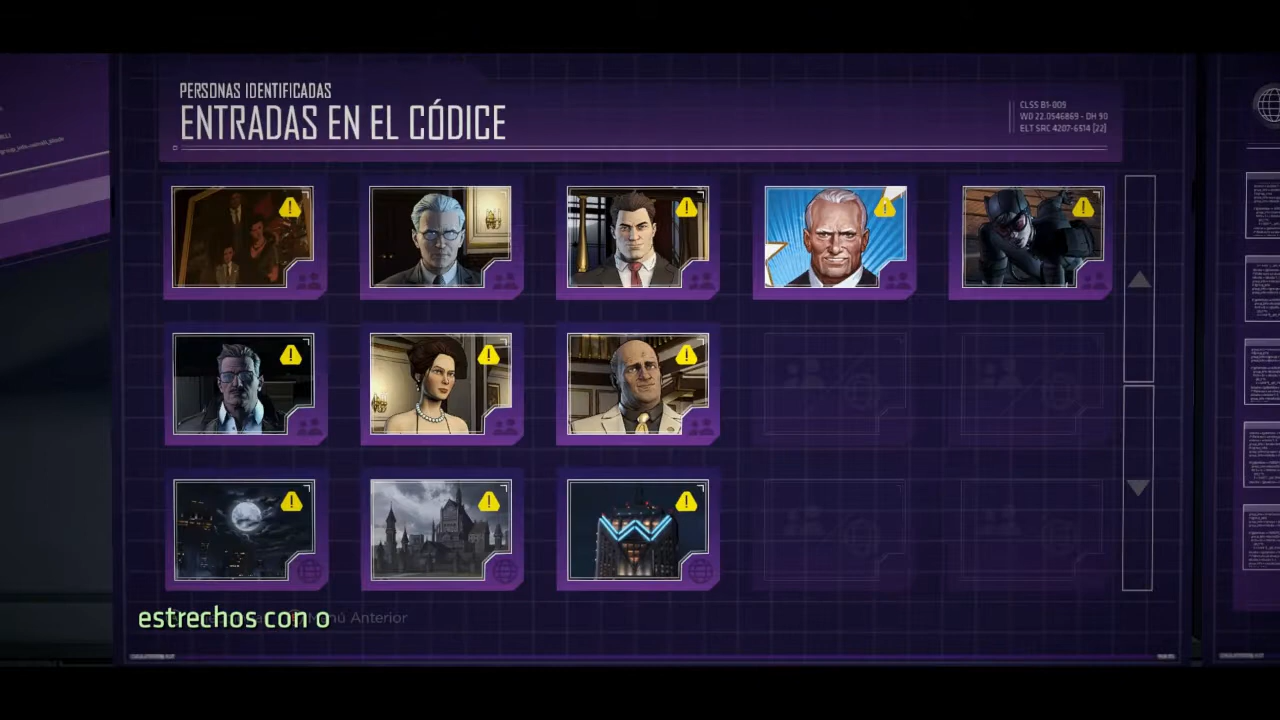 PERSONAS IDENTIFICADAS
ENTRADAS EN EL CÓDICE
CLSS B1-009
WD 22.0546869 - DH 90
ELT SRC 4207-6514 [22]
estrechos con o
Menú Anterior